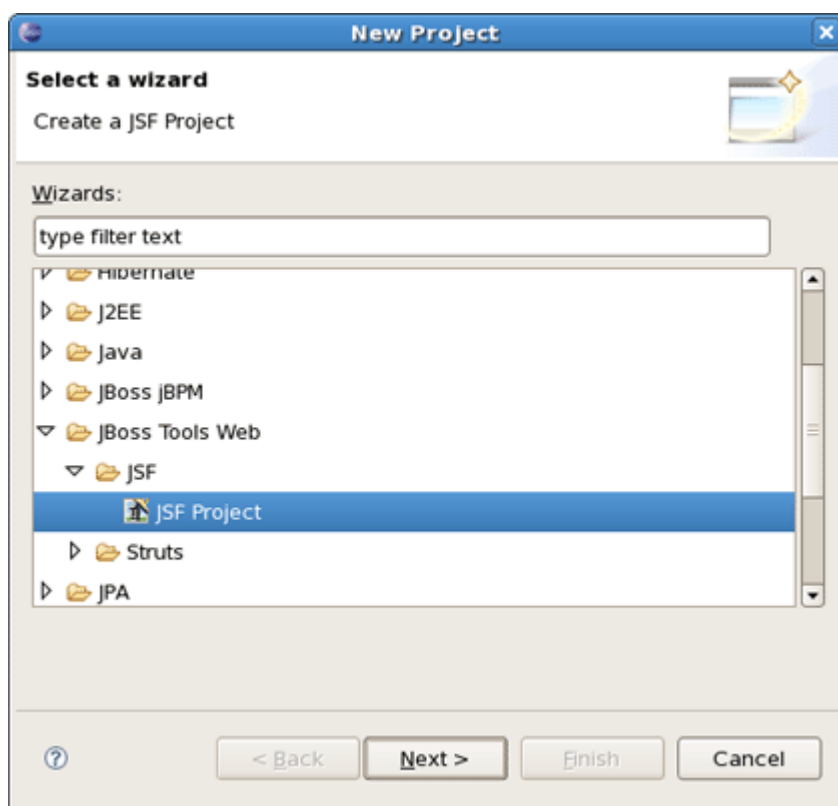 New Project
Select a wizard
Create a JSF Project
Wizards:
type filter text
Hibernate
J2EE
Java
JBoss jBPM
JBoss Tools Web
JSF
JSF Project
Struts
JPA
< Back Next > Finish Cancel